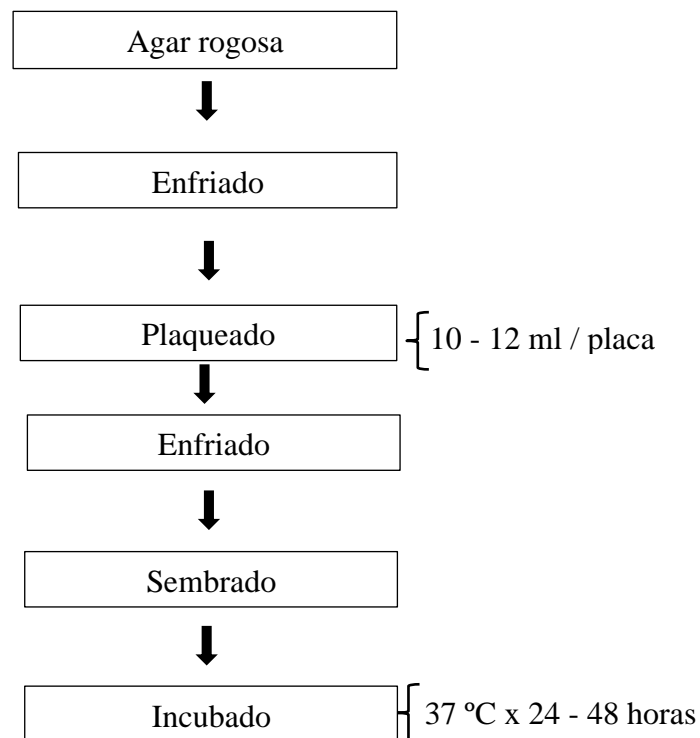 Agar rogosa
Enfriado
Plaqueado
10 - 12 ml / placa
Enfriado
Sembrado
Incubado
37 ºC x 24 - 48 horas